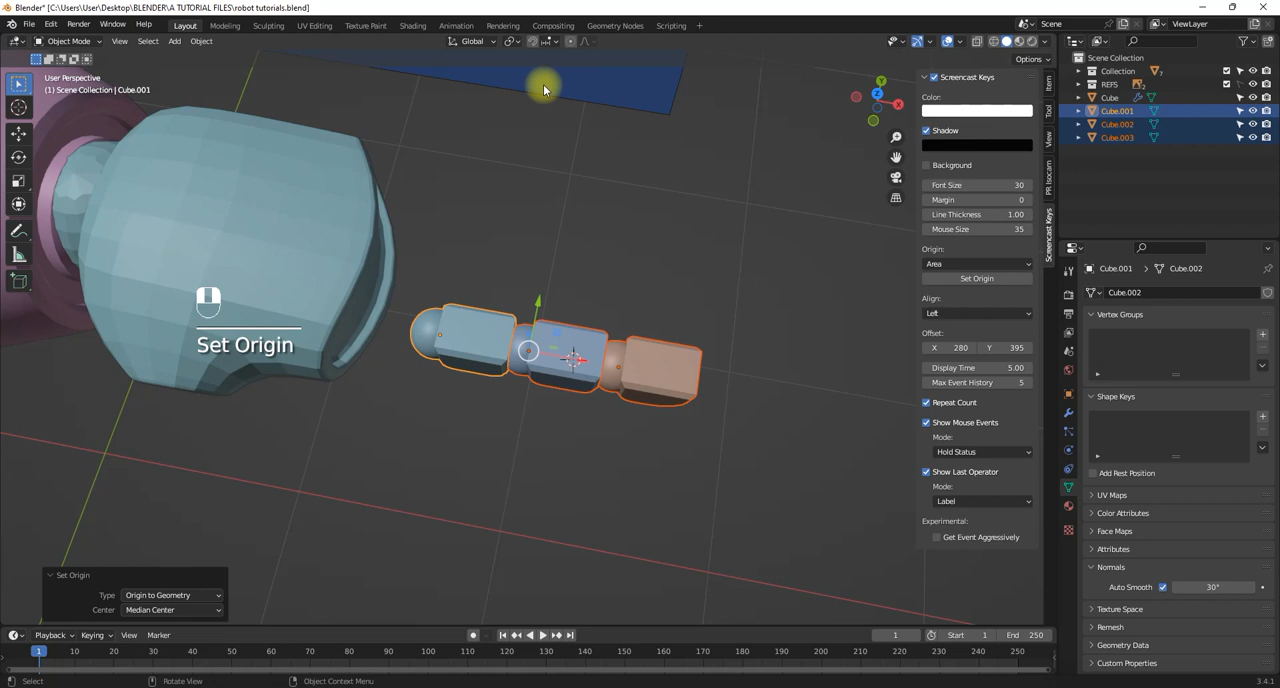 Blender* [C:\Users\User\Desktop\BLENDER\A TUTORIAL FILES\robot tutorials.blend]
File Edit Render Window Help Layout Modeling Sculpting UV Editing Texture Paint Shading Animation Rendering Compositing Geometry Nodes Scripting + Scene ViewLayer
Object Mode View Select Add Object Global
Options
User Perspective
(1) Scene Collection | Cube.001
Screencast Keys
Color:
Shadow
Background
Font Size 30
Margin 0
Line Thickness 1.00
Mouse Size 35
Origin:
Area
Set Origin
Align:
Left
Offset:
X 280 Y 395
Display Time 5.00
Max Event History 5
Repeat Count
Show Mouse Events
Mode:
Hold Status
Show Last Operator
Mode:
Label
Experimental:
Get Event Aggressively
Item
Tool
View
PR Isocam
Screencast Keys
X
Y
Z
Set Origin
Set Origin
Type Origin to Geometry
Center Median Center
Scene Collection
Collection 7
REFS 2
Cube
Cube.001
Cube.002
Cube.003
Cube.001 Cube.002
Cube.002
Vertex Groups
Shape Keys
Add Rest Position
UV Maps
Color Attributes
Face Maps
Attributes
Normals
Auto Smooth 30°
Texture Space
Remesh
Geometry Data
Custom Properties
Playback Keying View Marker 1 Start 1 End 250
1 10 20 30 40 50 60 70 80 90 100 110 120 130 140 150 160 170 180 190 200 210 220 230 240 250
Select Rotate View Object Context Menu 3.4.1